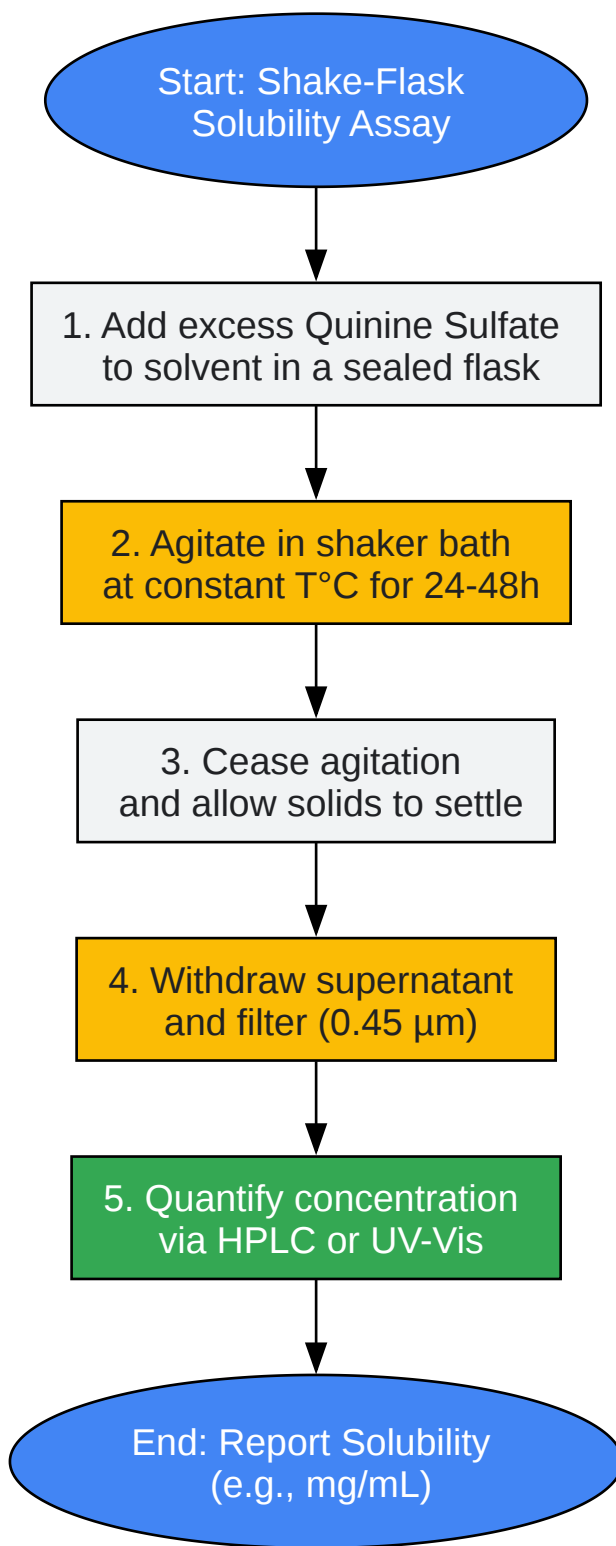 Start: Shake-Flask
Solubility Assay
1. Add excess Quinine Sulfate
to solvent in a sealed flask
2. Agitate in shaker bath
at constant T°C for 24-48h
3. Cease agitation
and allow solids to settle
4. Withdraw supernatant
and filter (0.45 µm)
5. Quantify concentration
via HPLC or UV-Vis
End: Report Solubility
(e.g., mg/mL)